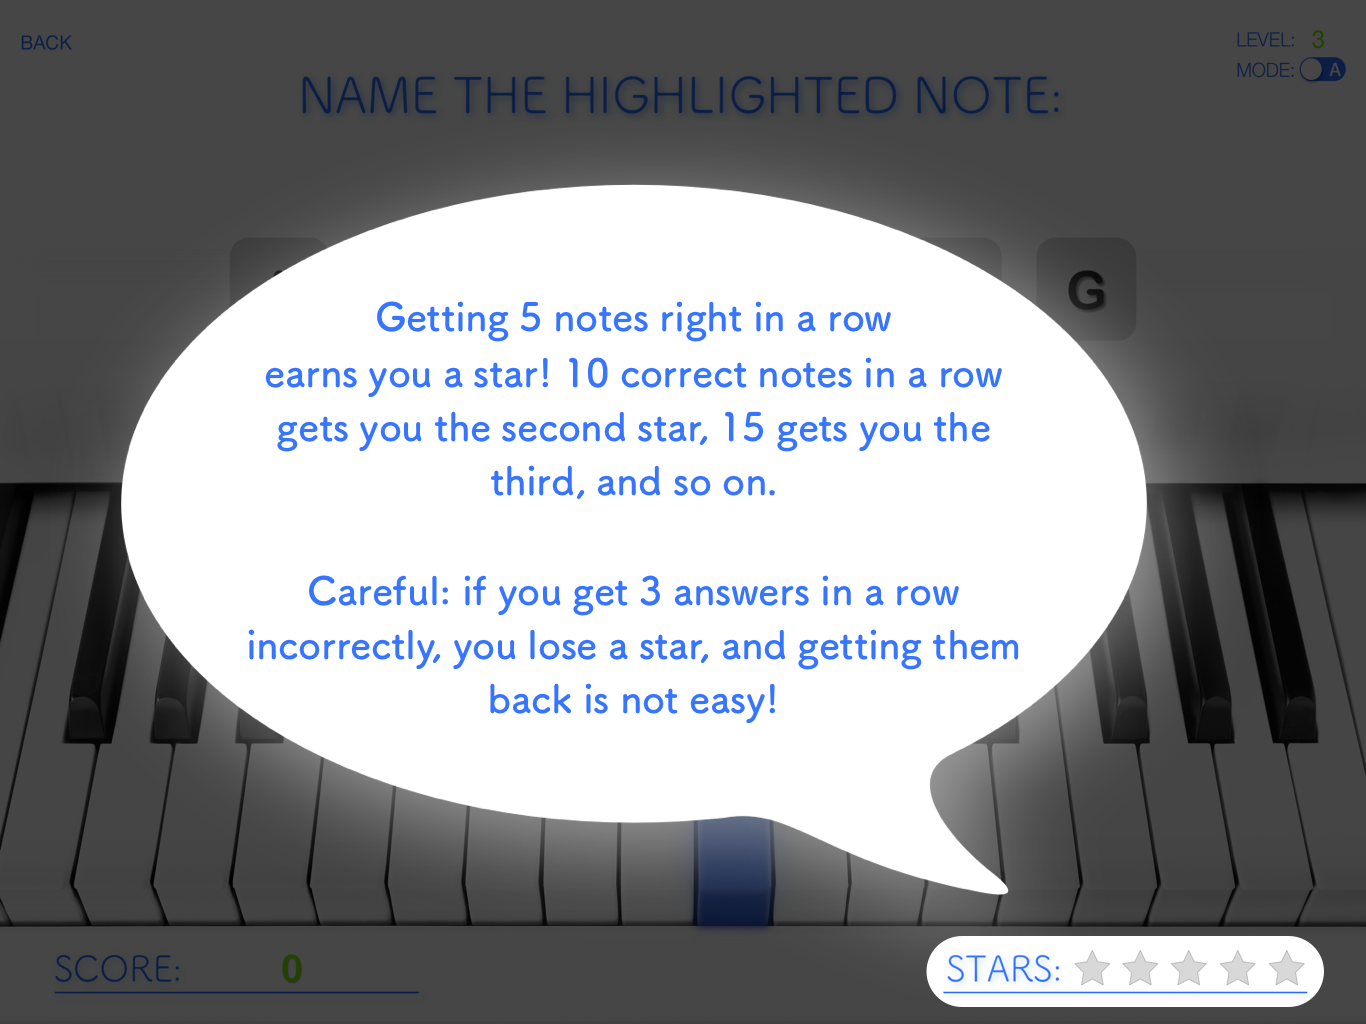 BACK
LEVEL: 3
MODE: A
NAME THE HIGHLIGHTED NOTE:
G
Getting 5 notes right in a row
earns you a star! 10 correct notes in a row
gets you the second star, 15 gets you the
third, and so on.
Careful: if you get 3 answers in a row
incorrectly, you lose a star, and getting them
back is not easy!
SCORE: 0
STARS: